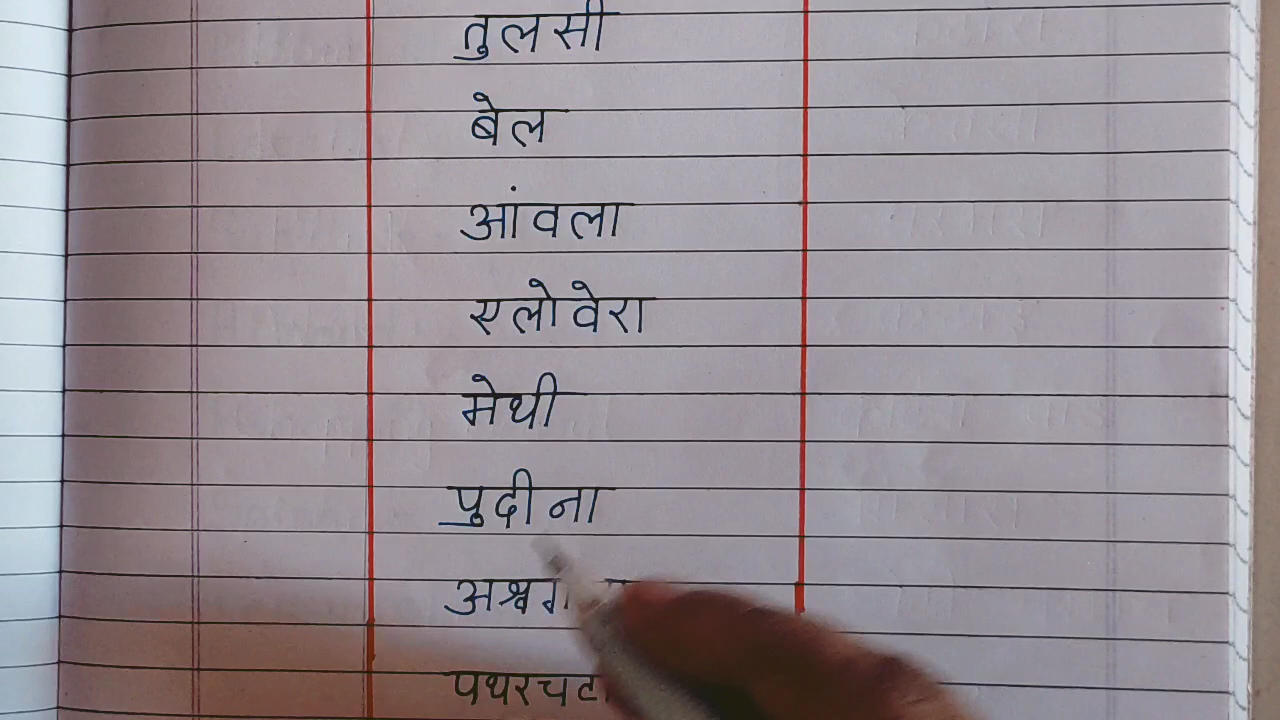 तुलसी
बेल
आंवला
एलोवेरा
मेथी
पुदीना